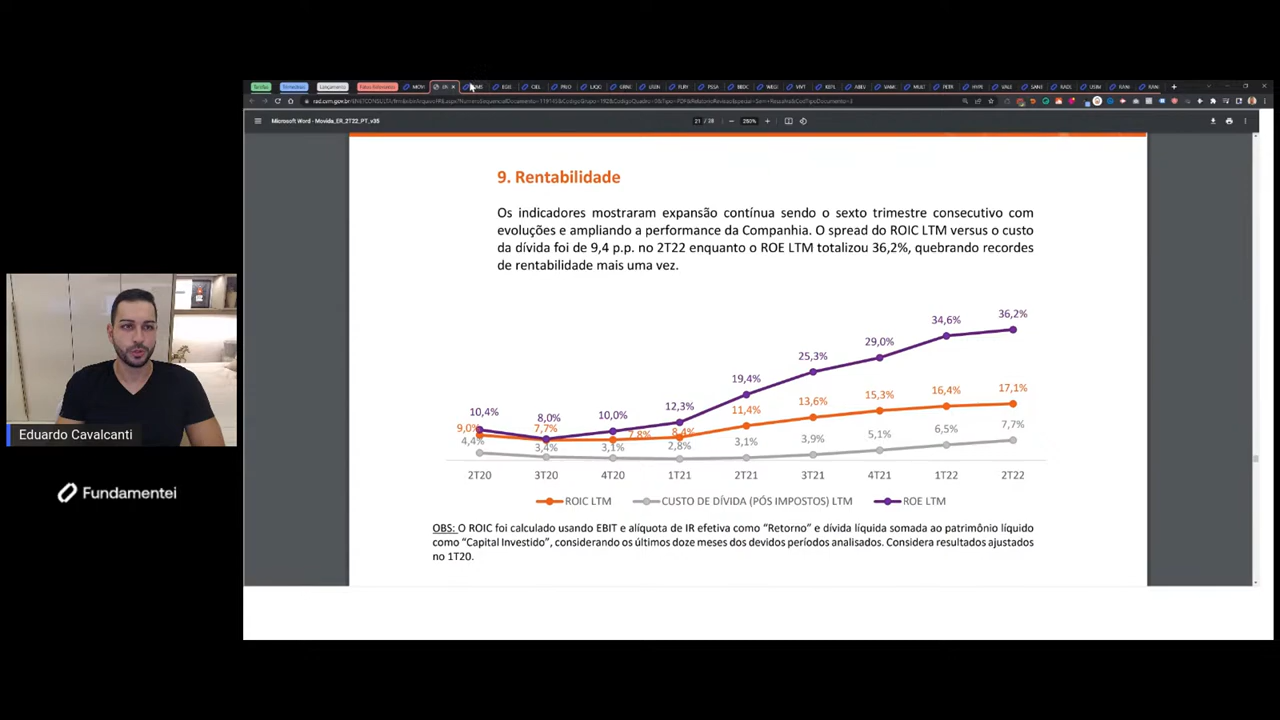 Microsoft Word - Movida_ER_2T22_PT_v35
21 / 28
250%
9. Rentabilidade
Os indicadores mostraram expansão contínua sendo o sexto trimestre consecutivo com
evoluções e ampliando a performance da Companhia. O spread do ROIC LTM versus o custo
da dívida foi de 9,4 p.p. no 2T22 enquanto o ROE LTM totalizou 36,2%, quebrando recordes
de rentabilidade mais uma vez.
10,4% 8,0% 10,0% 12,3% 19,4% 25,3% 29,0% 34,6% 36,2%
9,0% 7,7% 7,8% 8,4% 11,4% 13,6% 15,3% 16,4% 17,1%
4,4% 3,4% 3,1% 2,8% 3,1% 3,9% 5,1% 6,5% 7,7%
2T20 3T20 4T20 1T21 2T21 3T21 4T21 1T22 2T22
ROIC LTM CUSTO DE DÍVIDA (PÓS IMPOSTOS) LTM ROE LTM
OBS: O ROIC foi calculado usando EBIT e alíquota de IR efetiva como “Retorno” e dívida líquida somada ao patrimônio líquido
como “Capital Investido”, considerando os últimos doze meses dos devidos períodos analisados. Considera resultados ajustados
no 1T20.
Eduardo Cavalcanti
Fundamentei